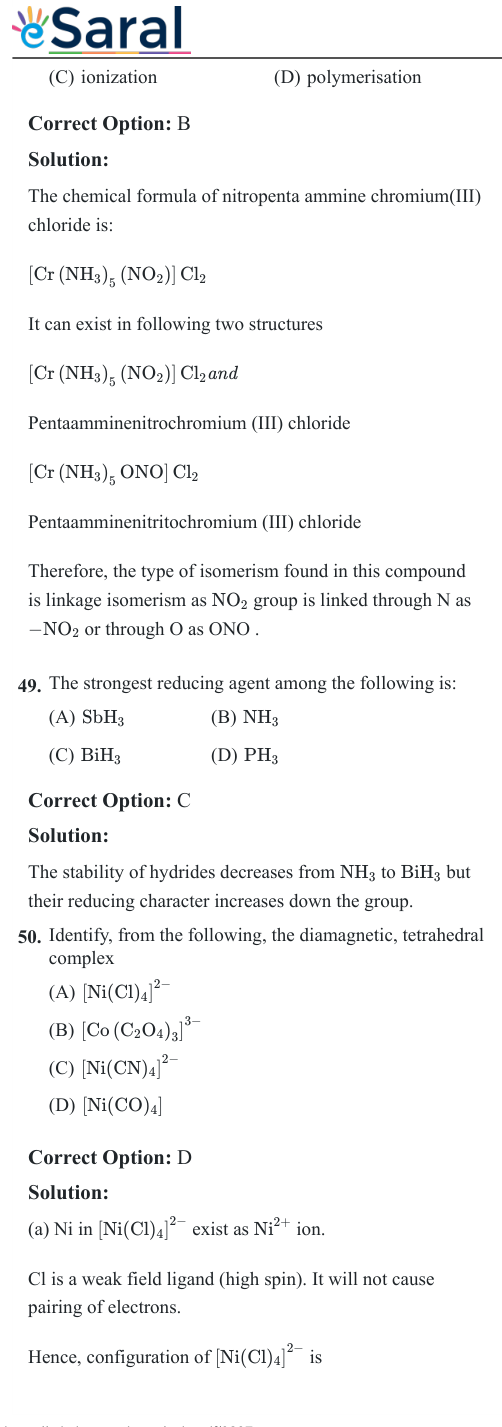 eSaral
(C) ionization (D) polymerisation
Correct Option: B
Solution:
The chemical formula of nitropenta ammine chromium(III)
chloride is:
[Cr (NH₃)₅ (NO₂)] Cl₂
It can exist in following two structures
[Cr (NH₃)₅ (NO₂)] Cl₂and
Pentaamminenitrochromium (III) chloride
[Cr (NH₃)₅ ONO] Cl₂
Pentaamminenitritochromium (III) chloride
Therefore, the type of isomerism found in this compound
is linkage isomerism as NO₂ group is linked through N as
−NO₂ or through O as ONO .
49. The strongest reducing agent among the following is:
(A) SbH₃ (B) NH₃
(C) BiH₃ (D) PH₃
Correct Option: C
Solution:
The stability of hydrides decreases from NH₃ to BiH₃ but
their reducing character increases down the group.
50. Identify, from the following, the diamagnetic, tetrahedral
complex
(A) [Ni(Cl)₄]²⁻
(B) [Co (C₂O₄)₃]³⁻
(C) [Ni(CN)₄]²⁻
(D) [Ni(CO)₄]
Correct Option: D
Solution:
(a) Ni in [Ni(Cl)₄]²⁻ exist as Ni²⁺ ion.
Cl is a weak field ligand (high spin). It will not cause
pairing of electrons.
Hence, configuration of [Ni(Cl)₄]²⁻ is